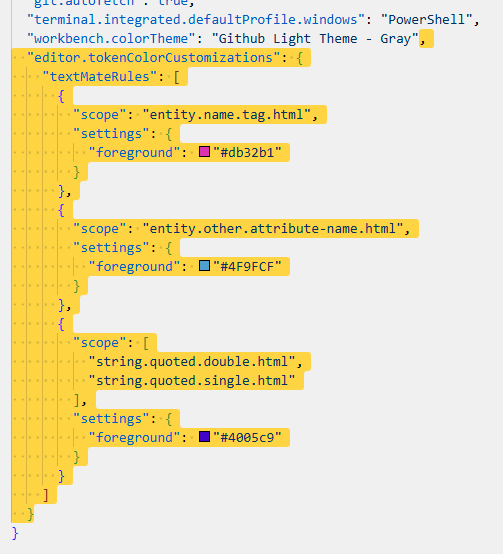 "git.autofetch": true,
"terminal.integrated.defaultProfile.windows": "PowerShell",
"workbench.colorTheme": "Github Light Theme - Gray",
"editor.tokenColorCustomizations": {
"textMateRules": [
{
"scope": "entity.name.tag.html",
"settings": {
"foreground": "#db32b1"
}
},
{
"scope": "entity.other.attribute-name.html",
"settings": {
"foreground": "#4F9FCF"
}
},
{
"scope": [
"string.quoted.double.html",
"string.quoted.single.html"
],
"settings": {
"foreground": "#4005c9"
}
}
]
}
}